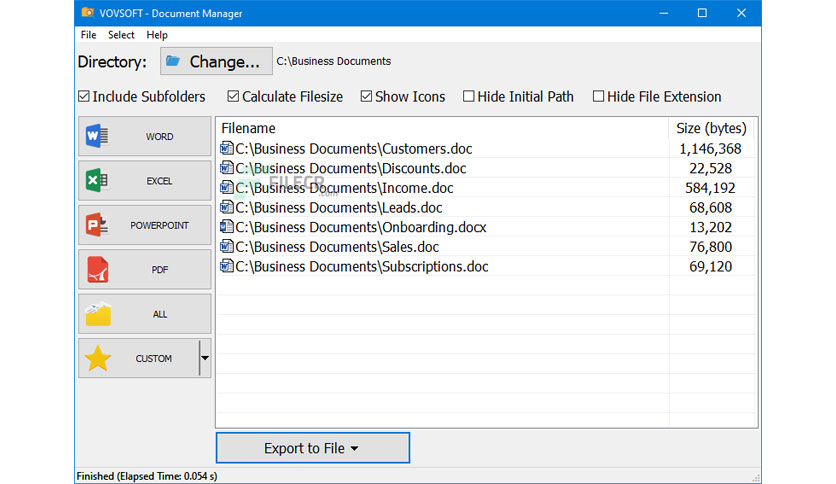 VOVSOFT - Document Manager
File Select Help
Directory: Change... C:\Business Documents
Include Subfolders Calculate Filesize Show Icons Hide Initial Path Hide File Extension
WORD
EXCEL
POWERPOINT
PDF
ALL
CUSTOM
Filename Size (bytes)
C:\Business Documents\Customers.doc 1,146,368
C:\Business Documents\Discounts.doc 22,528
C:\Business Documents\Income.doc 584,192
C:\Business Documents\Leads.doc 68,608
C:\Business Documents\Onboarding.docx 13,202
C:\Business Documents\Sales.doc 76,800
C:\Business Documents\Subscriptions.doc 69,120
FILECR
.com
Export to File
Finished (Elapsed Time: 0.054 s)